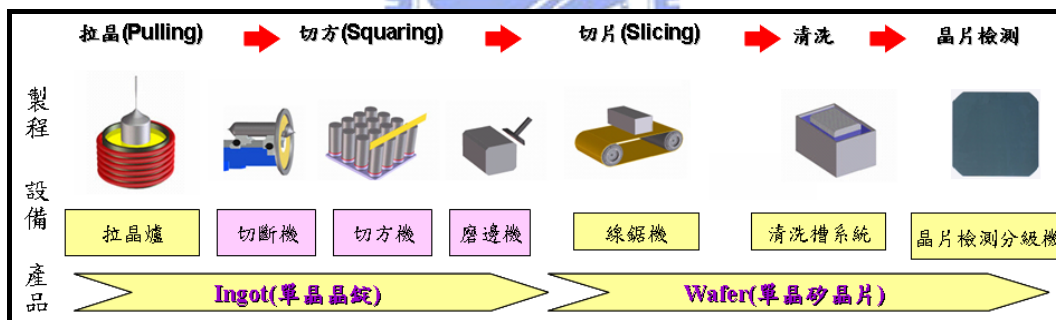 拉晶(Pulling) 切方(Squaring) 切片(Slicing) 清洗 晶片檢測
製程
設備
拉晶爐 切斷機 切方機 磨邊機 線鋸機 清洗槽系統 晶片檢測分級機
產品
Ingot(單晶晶錠) Wafer(單晶矽晶片)